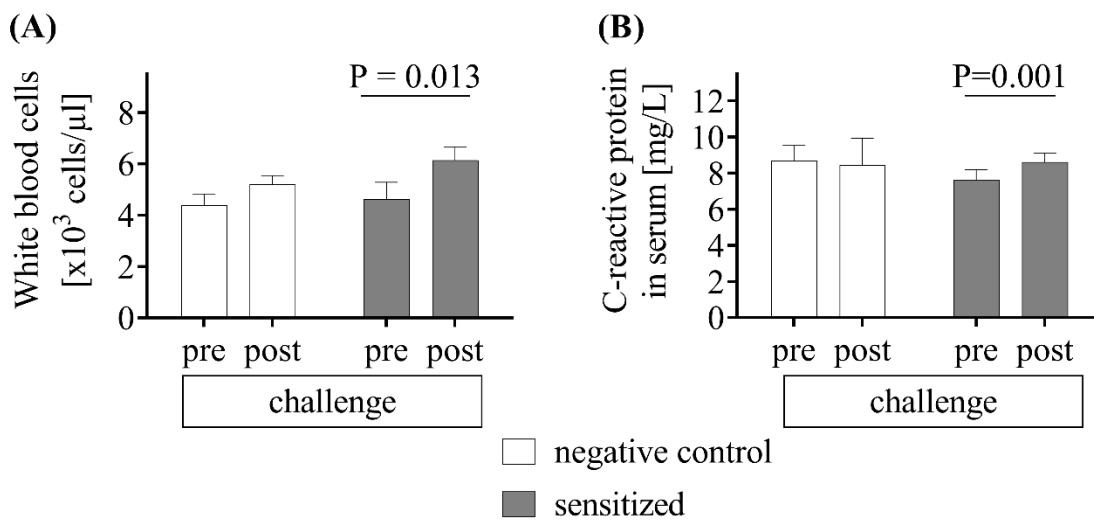 (A)
P = 0.013
White blood cells
[x10³ cells/µl]
8
6
4
2
0
pre post pre post
challenge
(B)
P=0.001
C-reactive protein
in serum [mg/L]
12
10
8
6
4
2
0
pre post pre post
challenge
negative control
sensitized